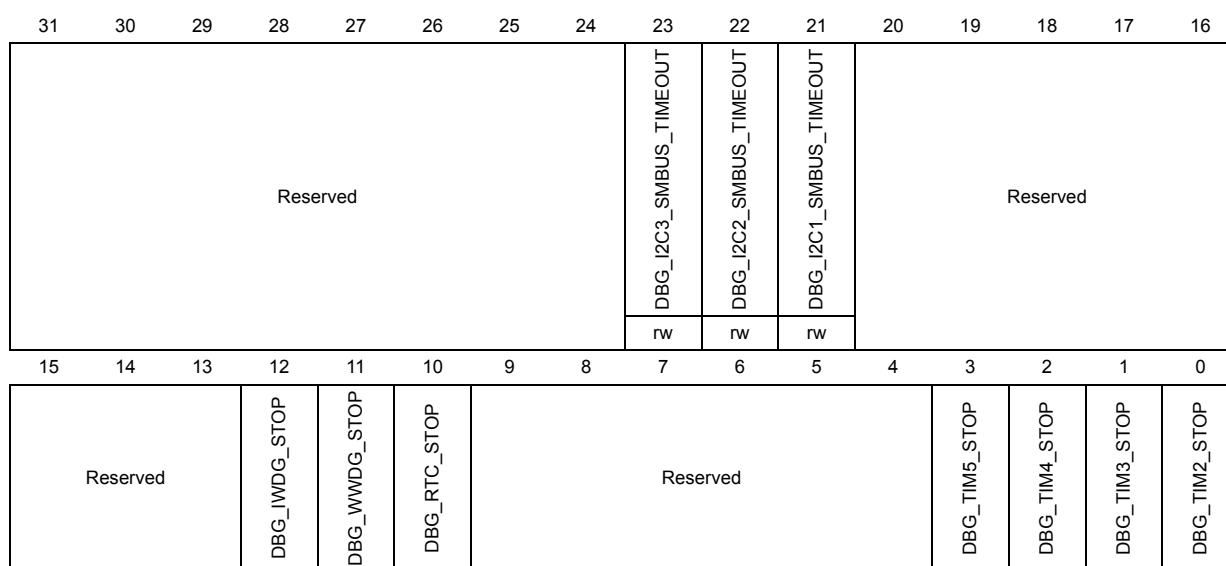 31 30 29 28 27 26 25 24 23 22 21 20 19 18 17 16
Reserved
DBG_I2C3_SMBUS_TIMEOUT
DBG_I2C2_SMBUS_TIMEOUT
DBG_I2C1_SMBUS_TIMEOUT
Reserved
rw rw rw
15 14 13 12 11 10 9 8 7 6 5 4 3 2 1 0
Reserved
DBG_IWDG_STOP
DBG_WWDG_STOP
DBG_RTC_STOP
Reserved
DBG_TIM5_STOP
DBG_TIM4_STOP
DBG_TIM3_STOP
DBG_TIM2_STOP